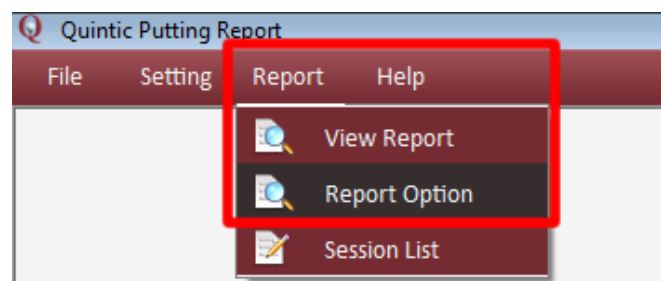 Quintic Putting Report
File Setting Report Help
View Report
Report Option
Session List